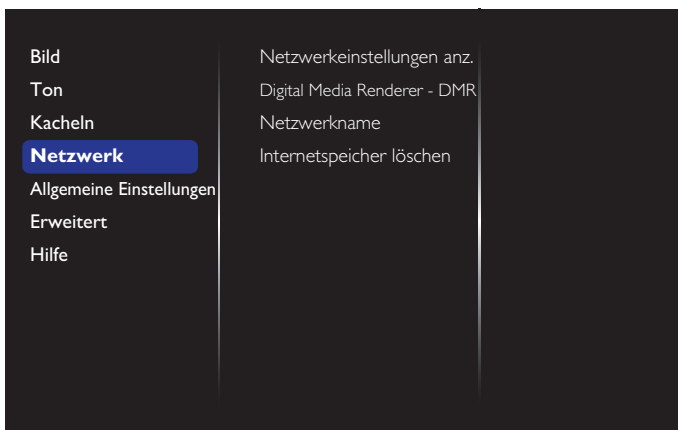 Bild
Ton
Kacheln
Netzwerk
Allgemeine Einstellungen
Erweitert
Hilfe
Netzwerkeinstellungen anz.
Digital Media Renderer - DMR
Netzwerkname
Internetspeicher löschen